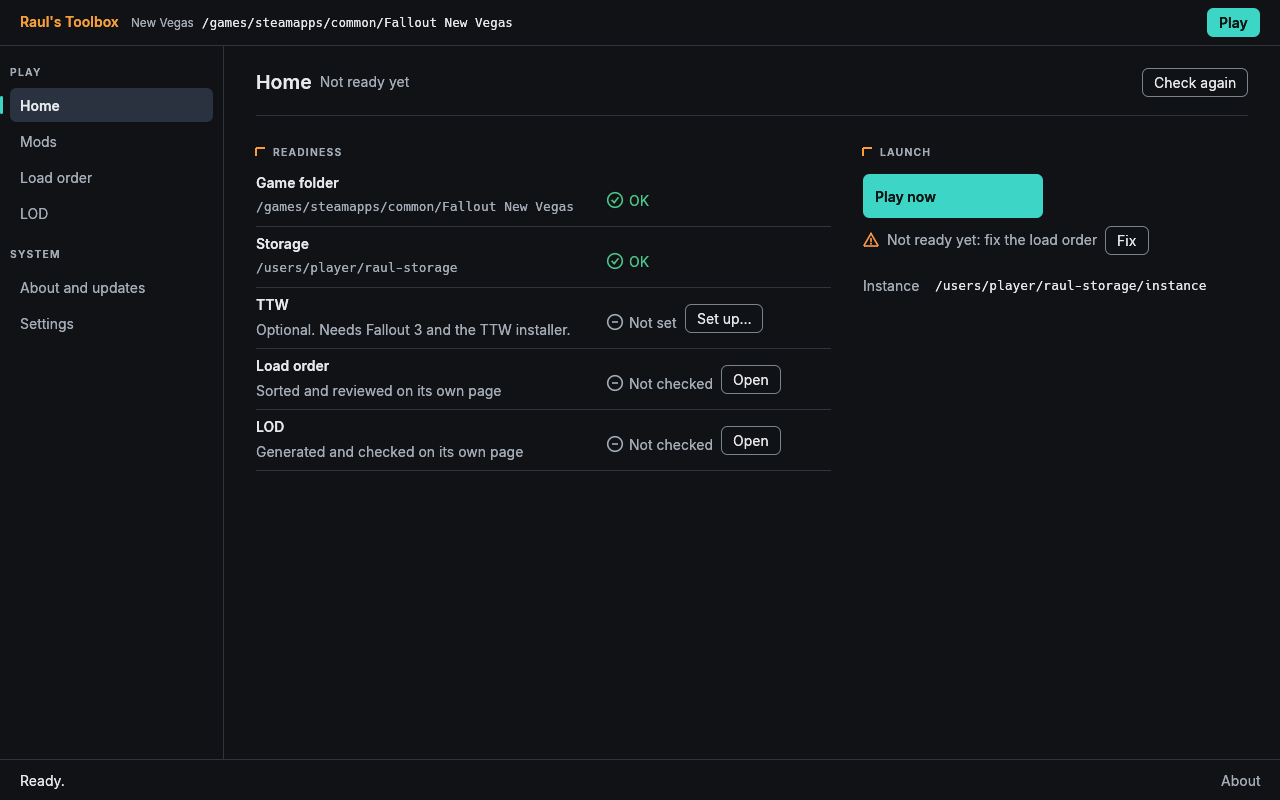 Raul's Toolbox New Vegas /games/steamapps/common/Fallout New Vegas Play
PLAY
Home
Mods
Load order
LOD
SYSTEM
About and updates
Settings
Home Not ready yet Check again
READINESS
Game folder
/games/steamapps/common/Fallout New Vegas OK
Storage
/users/player/raul-storage OK
TTW
Optional. Needs Fallout 3 and the TTW installer. Not set Set up...
Load order
Sorted and reviewed on its own page Not checked Open
LOD
Generated and checked on its own page Not checked Open
LAUNCH
Play now
Not ready yet: fix the load order Fix
Instance /users/player/raul-storage/instance
Ready. About